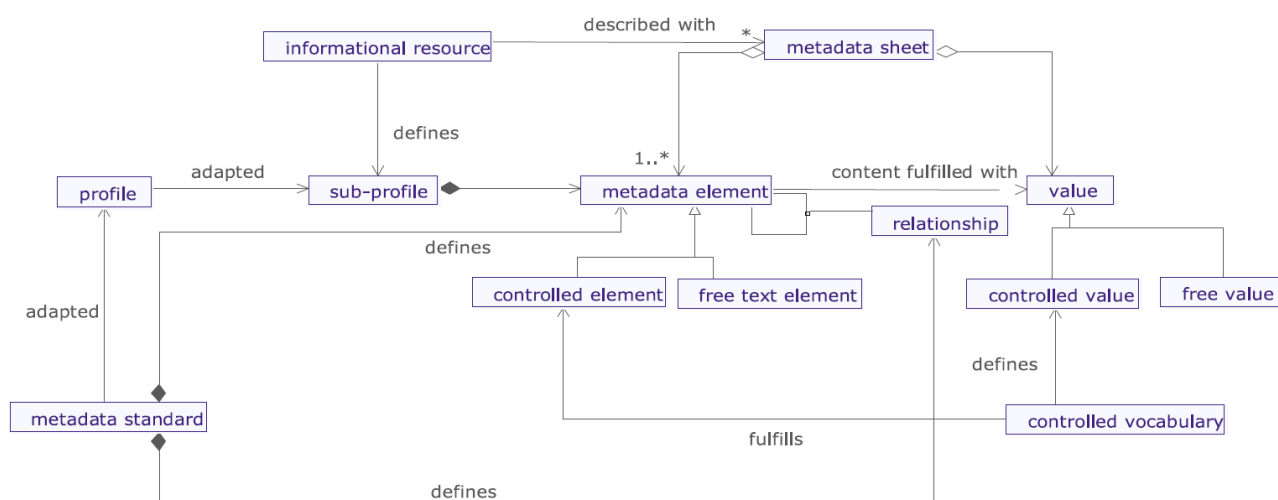 described with
informational resource
*
metadata sheet
defines
1..*
adapted
content fulfilled with
profile
sub-profile
metadata element
value
relationship
defines
controlled element
free text element
controlled value
free value
adapted
defines
metadata standard
controlled vocabulary
fulfills
defines